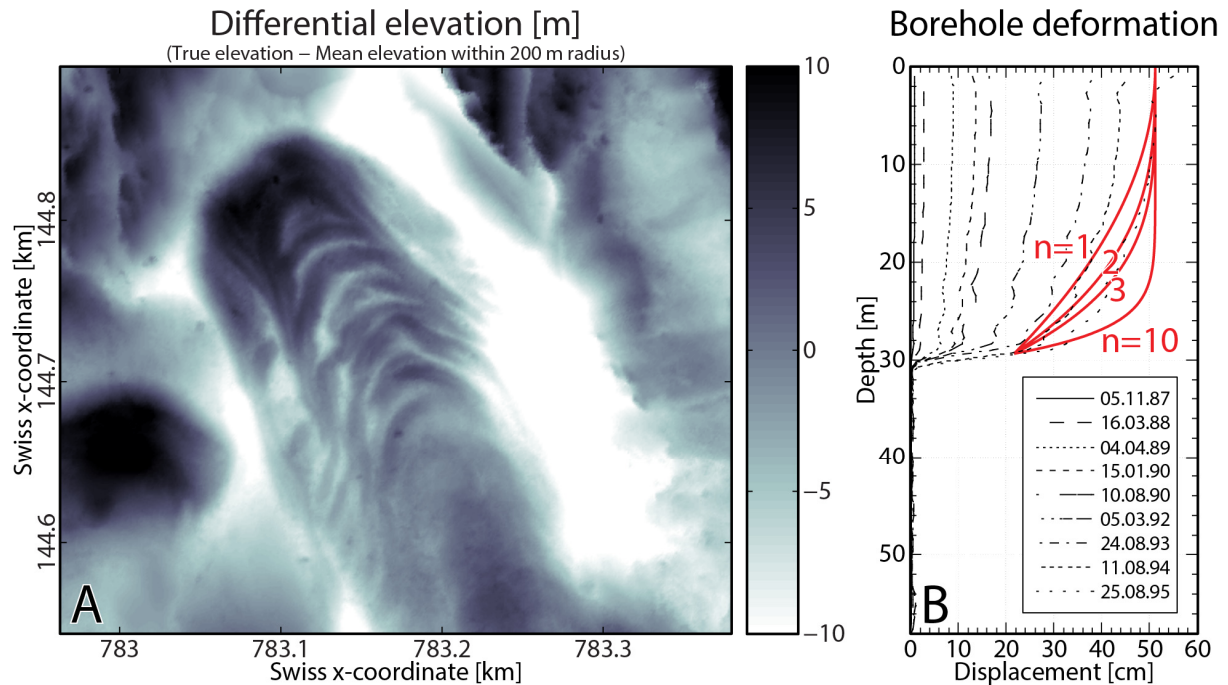 Differential elevation [m]
(True elevation – Mean elevation within 200 m radius)
Swiss x-coordinate [km]
144.8
144.7
144.6
A
783
783.1
783.2
783.3
Swiss x-coordinate [km]
10
5
0
−5
−10
Borehole deformation
Depth [m]
0
10
20
30
40
50
n=1
2
3
n=10
05.11.87
16.03.88
04.04.89
15.01.90
10.08.90
05.03.92
24.08.93
11.08.94
25.08.95
B
0 10 20 30 40 50 60
Displacement [cm]